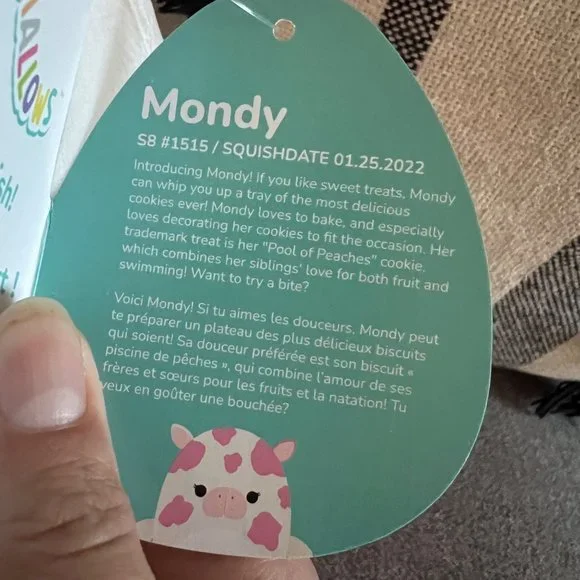 ALLOWS
sh!
Mondy
S8 #1515 / SQUISHDATE 01.25.2022
Introducing Mondy! If you like sweet treats, Mondy
can whip you up a tray of the most delicious
cookies ever! Mondy loves to bake, and especially
loves decorating her cookies to fit the occasion. Her
trademark treat is her "Pool of Peaches" cookie,
which combines her siblings' love for both fruit and
swimming! Want to try a bite?
Voici Mondy! Si tu aimes les douceurs, Mondy peut
te préparer un plateau des plus délicieux biscuits
qui soient! Sa douceur préférée est son biscuit «
piscine de pêches », qui combine l'amour de ses
frères et sœurs pour les fruits et la natation! Tu
veux en goûter une bouchée?